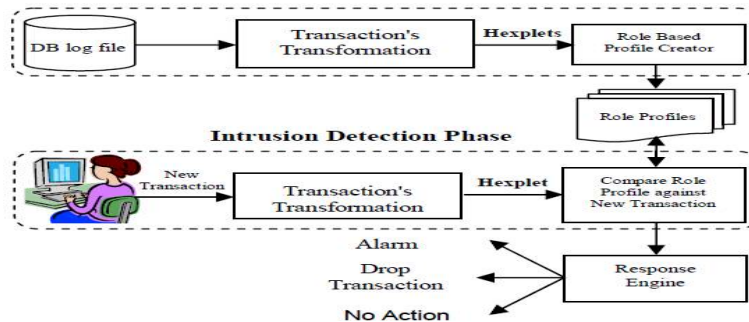 DB log file
Transaction's
Transformation
Hexplets
Role Based
Profile Creator
Role Profiles
Intrusion Detection Phase
New
Transaction
Transaction's
Transformation
Hexplet
Compare Role
Profile against
New Transaction
Alarm
Drop
Transaction
No Action
Response
Engine